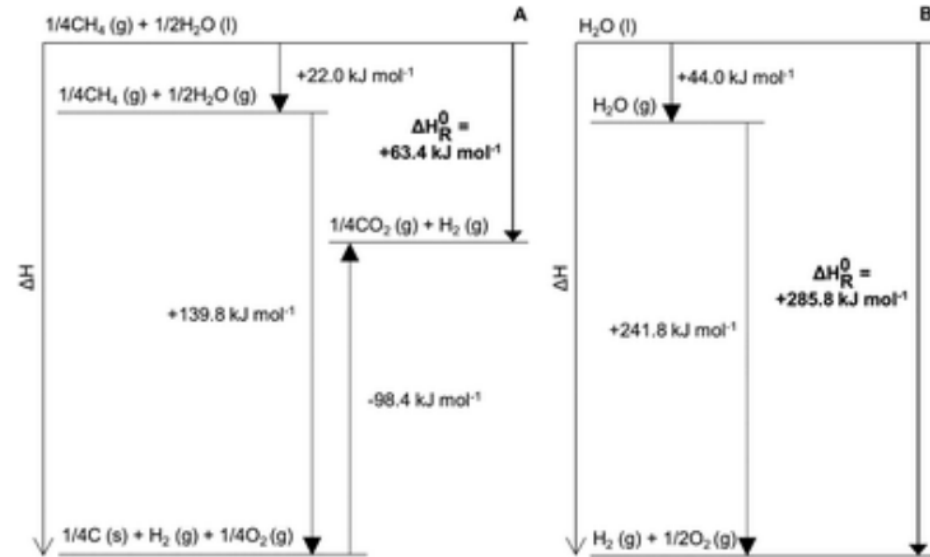 A
1/4CH₄ (g) + 1/2H₂O (l)
+22.0 kJ mol⁻¹
1/4CH₄ (g) + 1/2H₂O (g)
ΔH⁰R =
+63.4 kJ mol⁻¹
1/4CO₂ (g) + H₂ (g)
ΔH
+139.8 kJ mol⁻¹
-98.4 kJ mol⁻¹
1/4C (s) + H₂ (g) + 1/4O₂ (g)
B
H₂O (l)
+44.0 kJ mol⁻¹
H₂O (g)
ΔH
ΔH⁰R =
+285.8 kJ mol⁻¹
+241.8 kJ mol⁻¹
H₂ (g) + 1/2O₂ (g)